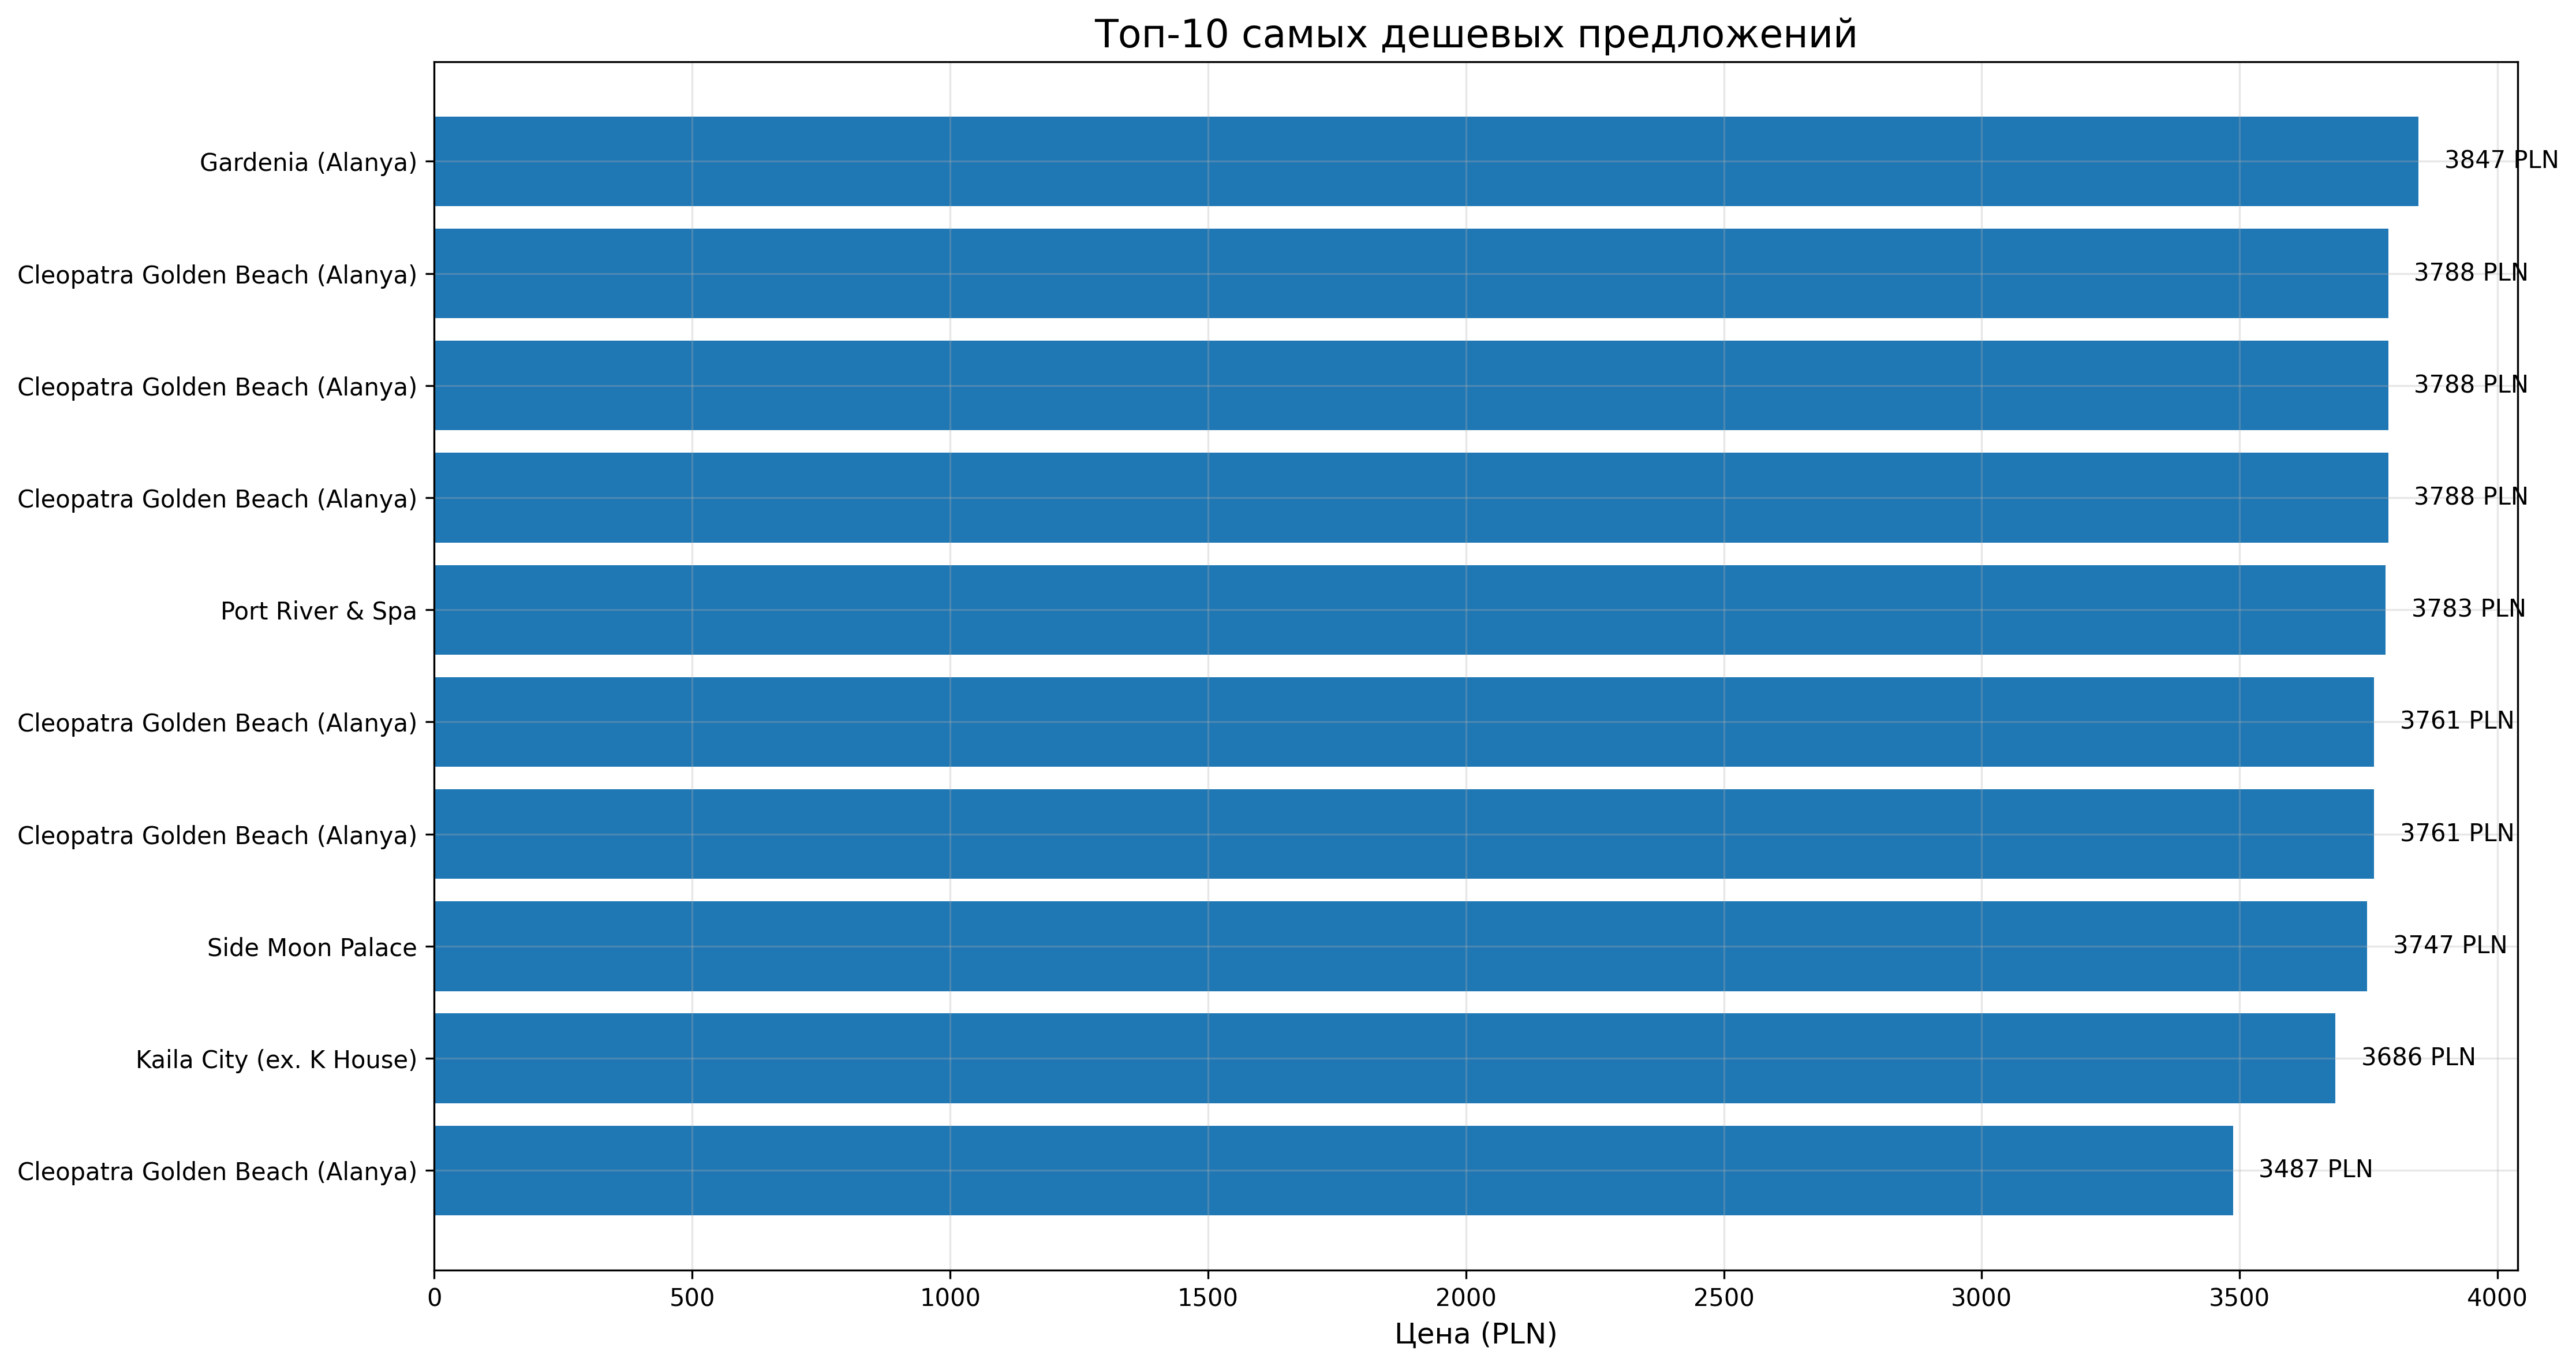 Топ-10 самых дешевых предложений
Gardenia (Alanya)
3847 PLN
Cleopatra Golden Beach (Alanya)
3788 PLN
Cleopatra Golden Beach (Alanya)
3788 PLN
Cleopatra Golden Beach (Alanya)
3788 PLN
Port River & Spa
3783 PLN
Cleopatra Golden Beach (Alanya)
3761 PLN
Cleopatra Golden Beach (Alanya)
3761 PLN
Side Moon Palace
3747 PLN
Kaila City (ex. K House)
3686 PLN
Cleopatra Golden Beach (Alanya)
3487 PLN
0 500 1000 1500 2000 2500 3000 3500 4000
Цена (PLN)